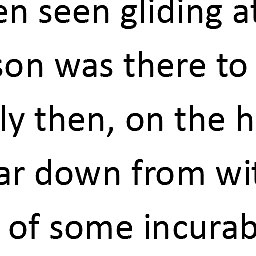 en seen gliding at
son was there to
ly then, on the h
ar down from wit
of some incurab